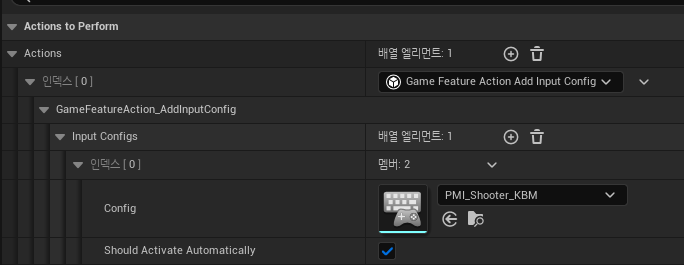 Actions to Perform
Actions 배열 엘리먼트: 1
인덱스 [ 0 ] Game Feature Action Add Input Config
GameFeatureAction_AddInputConfig
Input Configs 배열 엘리먼트: 1
인덱스 [ 0 ] 멤버: 2
Config PMI_Shooter_KBM
Should Activate Automatically